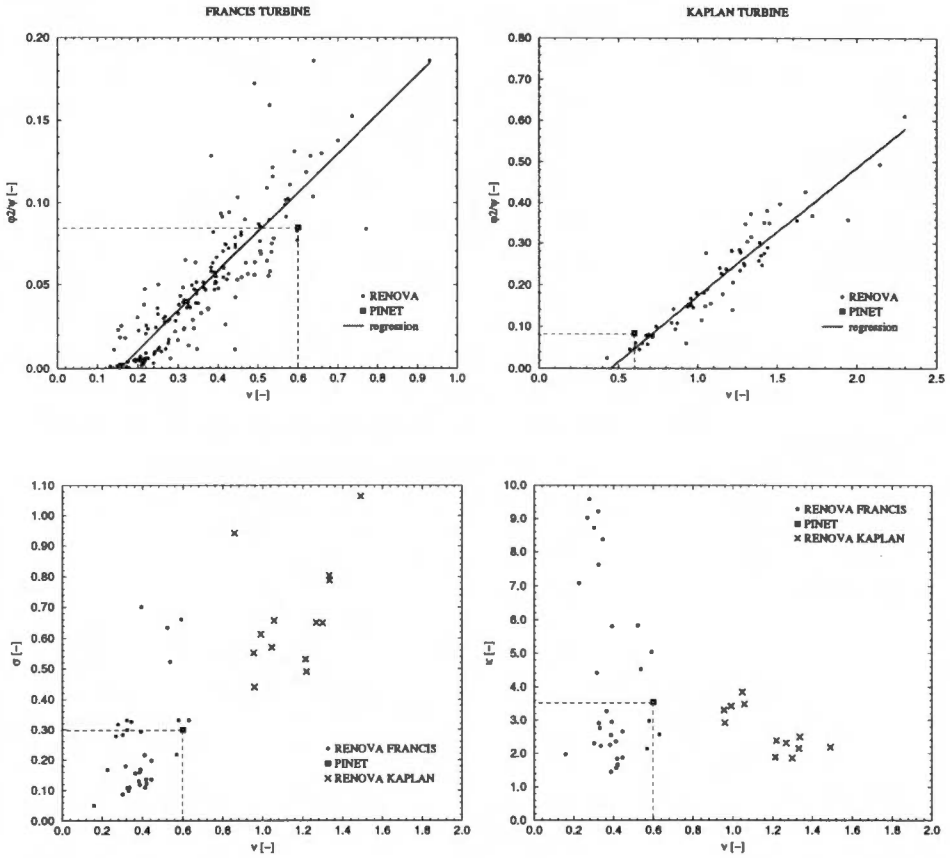 FRANCIS TURBINE
0.20
0.15
0.10
0.05
0.00
φ2/ψ [–]
RENOVA
PINET
regression
0.0 0.1 0.2 0.3 0.4 0.5 0.6 0.7 0.8 0.9 1.0
ν [–]
KAPLAN TURBINE
0.80
0.70
0.60
0.50
0.40
0.30
0.20
0.10
0.00
φ2/ψ [–]
RENOVA
PINET
regression
0.0 0.5 1.0 1.5 2.0 2.5
ν [–]
1.10
1.00
0.90
0.80
0.70
0.60
0.50
0.40
0.30
0.20
0.10
0.00
σ [–]
RENOVA FRANCIS
PINET
RENOVA KAPLAN
0.0 0.2 0.4 0.6 0.8 1.0 1.2 1.4 1.6 1.8 2.0
ν [–]
10.0
9.0
8.0
7.0
6.0
5.0
4.0
3.0
2.0
1.0
0.0
[–]
RENOVA FRANCIS
PINET
RENOVA KAPLAN
0.0 0.2 0.4 0.6 0.8 1.0 1.2 1.4 1.6 1.8 2.0
ν [–]